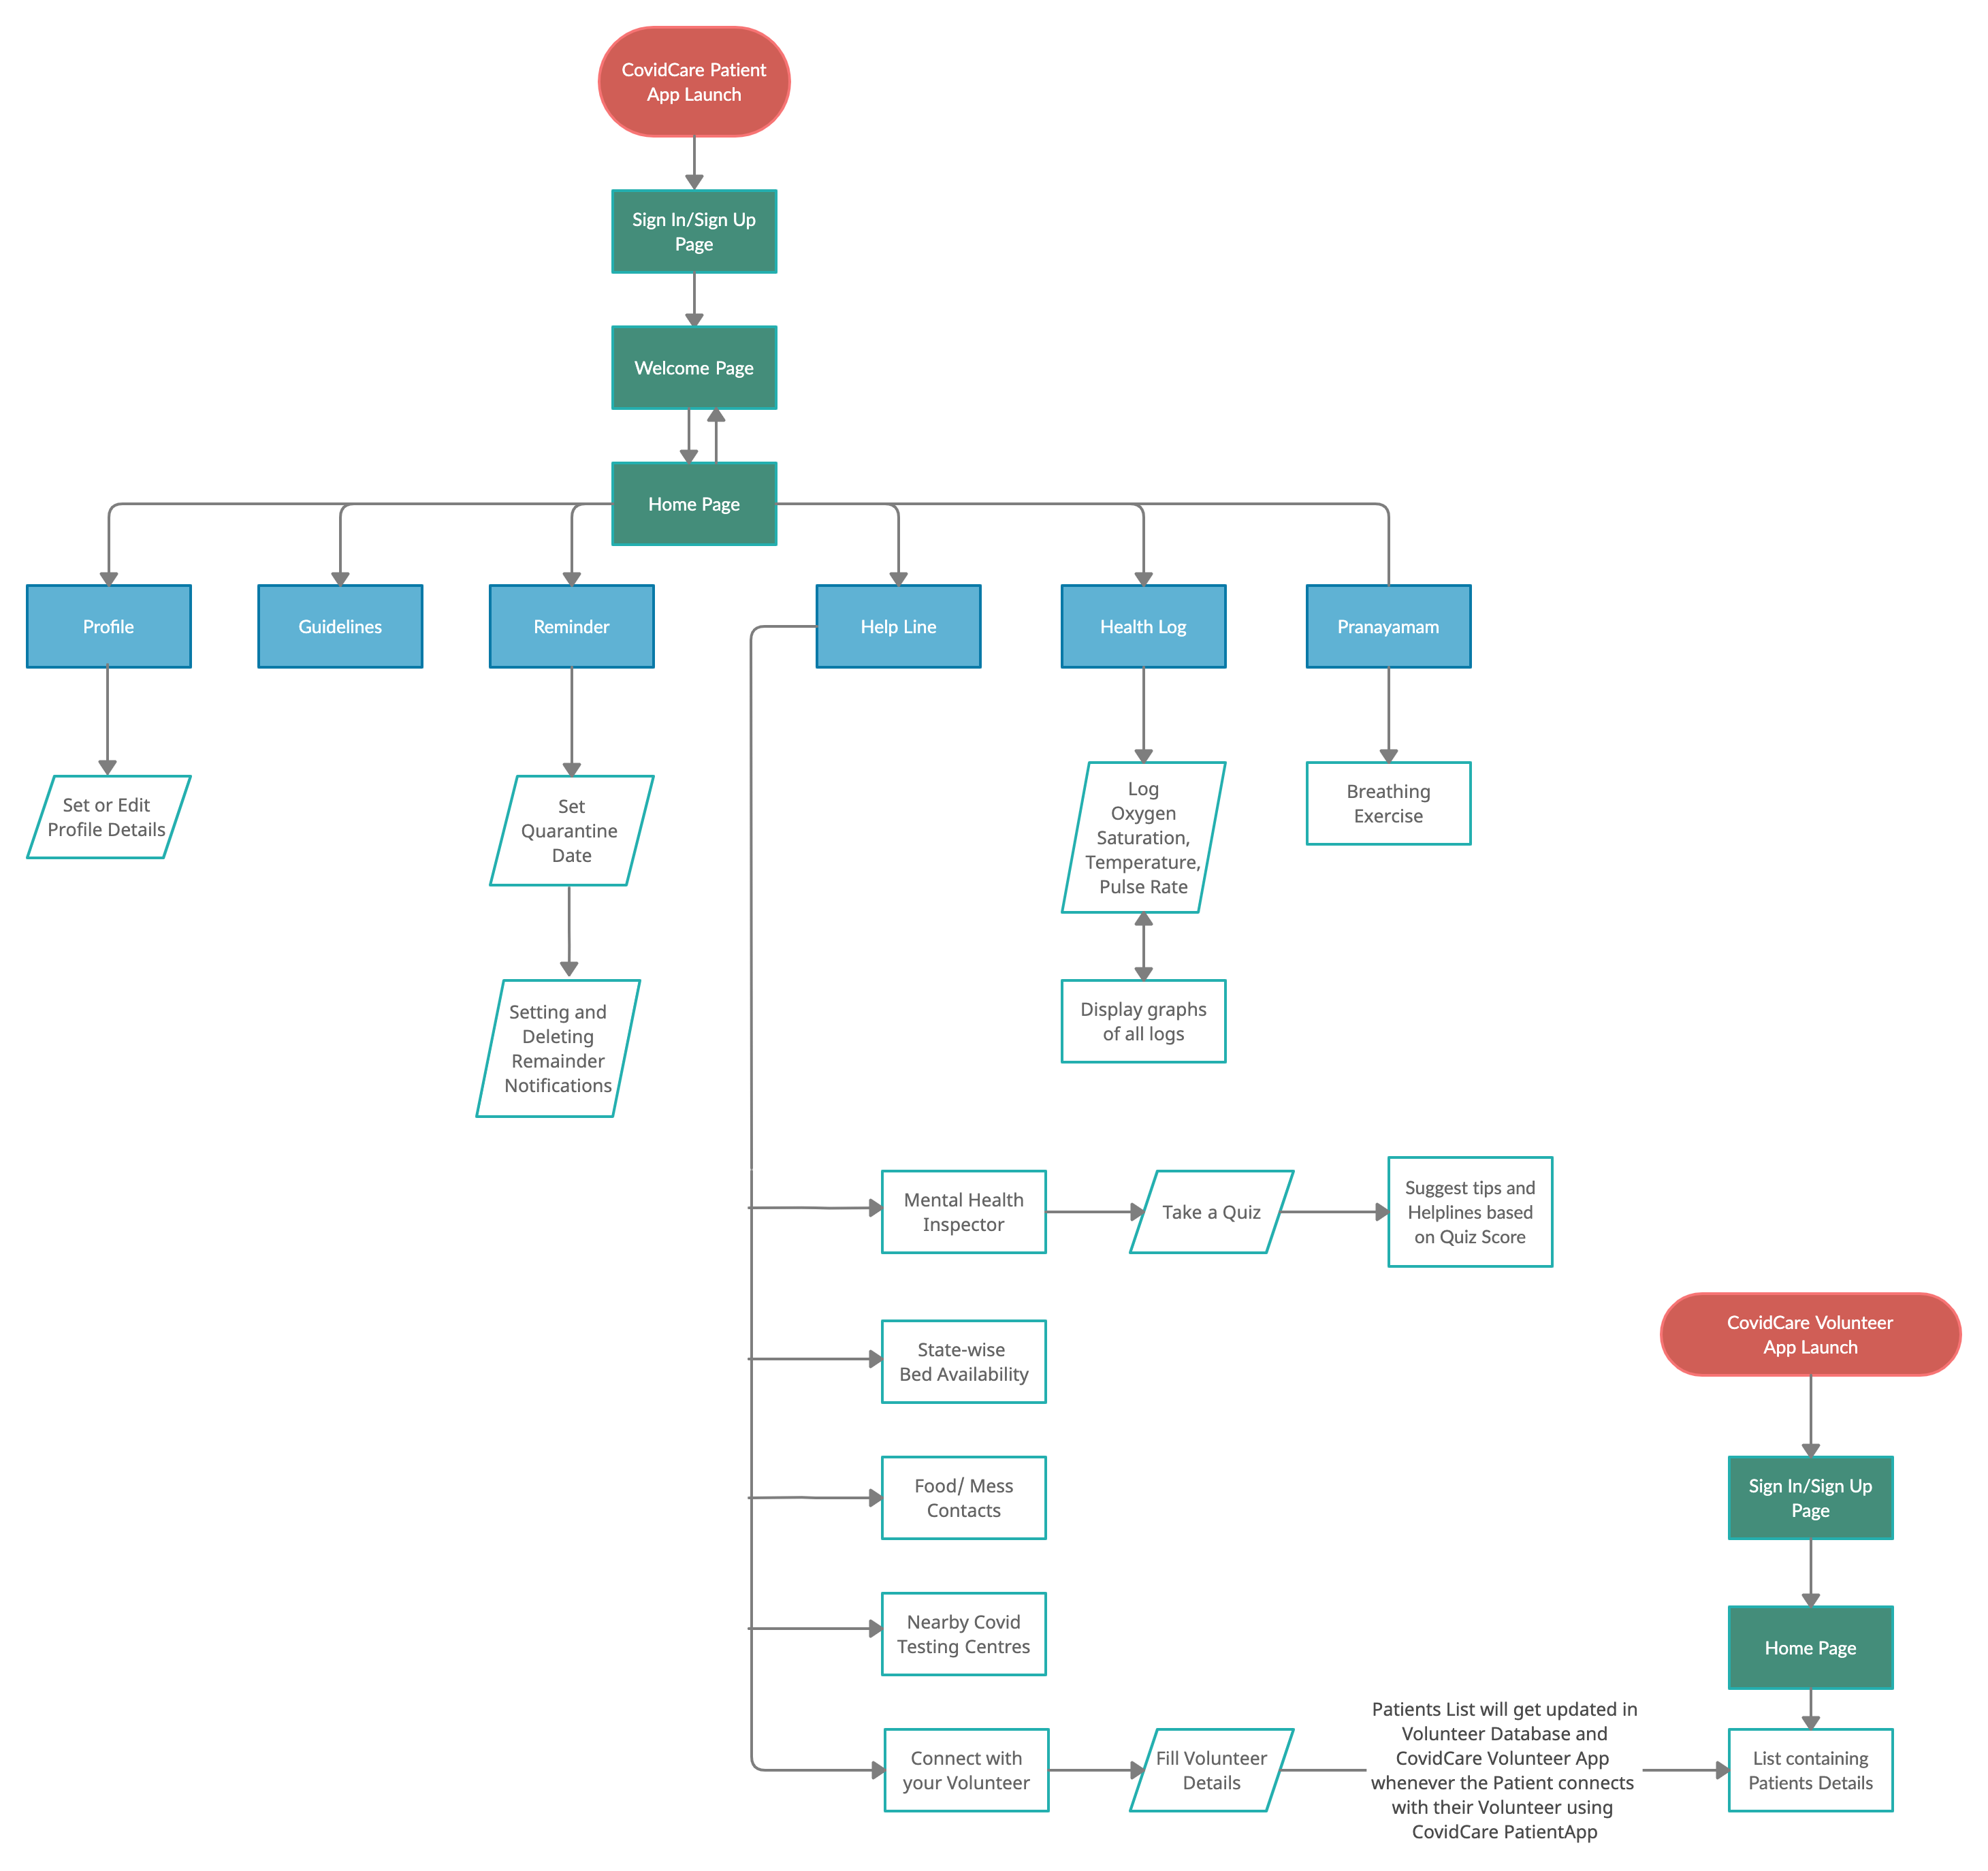 CovidCare Patient
App Launch
Sign In/Sign Up
Page
Welcome Page
Home Page
Profile
Guidelines
Reminder
Help Line
Health Log
Pranayamam
Set or Edit
Profile Details
Set
Quarantine
Date
Log
Oxygen
Saturation,
Temperature,
Pulse Rate
Breathing
Exercise
Setting and
Deleting
Remainder
Notifications
Display graphs
of all logs
Mental Health
Inspector
Take a Quiz
Suggest tips and
Helplines based
on Quiz Score
State-wise
Bed Availability
Food/ Mess
Contacts
Nearby Covid
Testing Centres
Connect with
your Volunteer
Fill Volunteer
Details
Patients List will get updated in
Volunteer Database and
CovidCare Volunteer App
whenever the Patient connects
with their Volunteer using
CovidCare PatientApp
CovidCare Volunteer
App Launch
Sign In/Sign Up
Page
Home Page
List containing
Patients Details